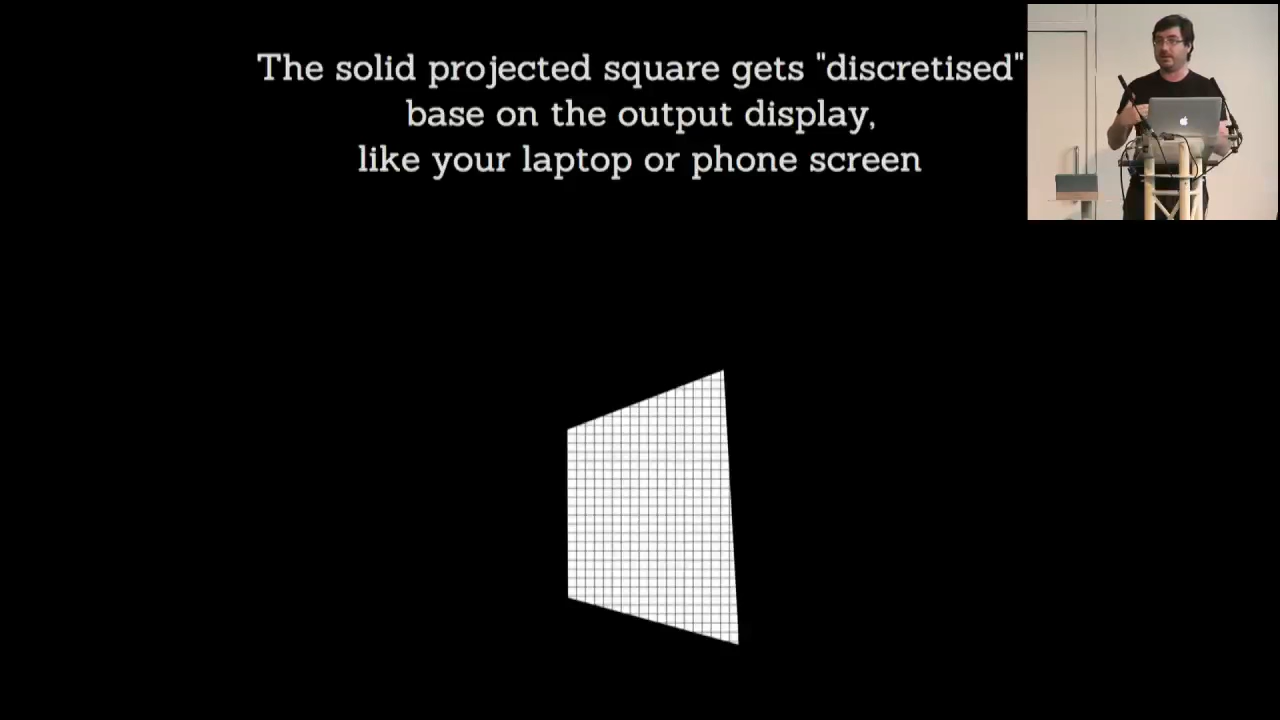 The solid projected square gets "discretised"
base on the output display,
like your laptop or phone screen